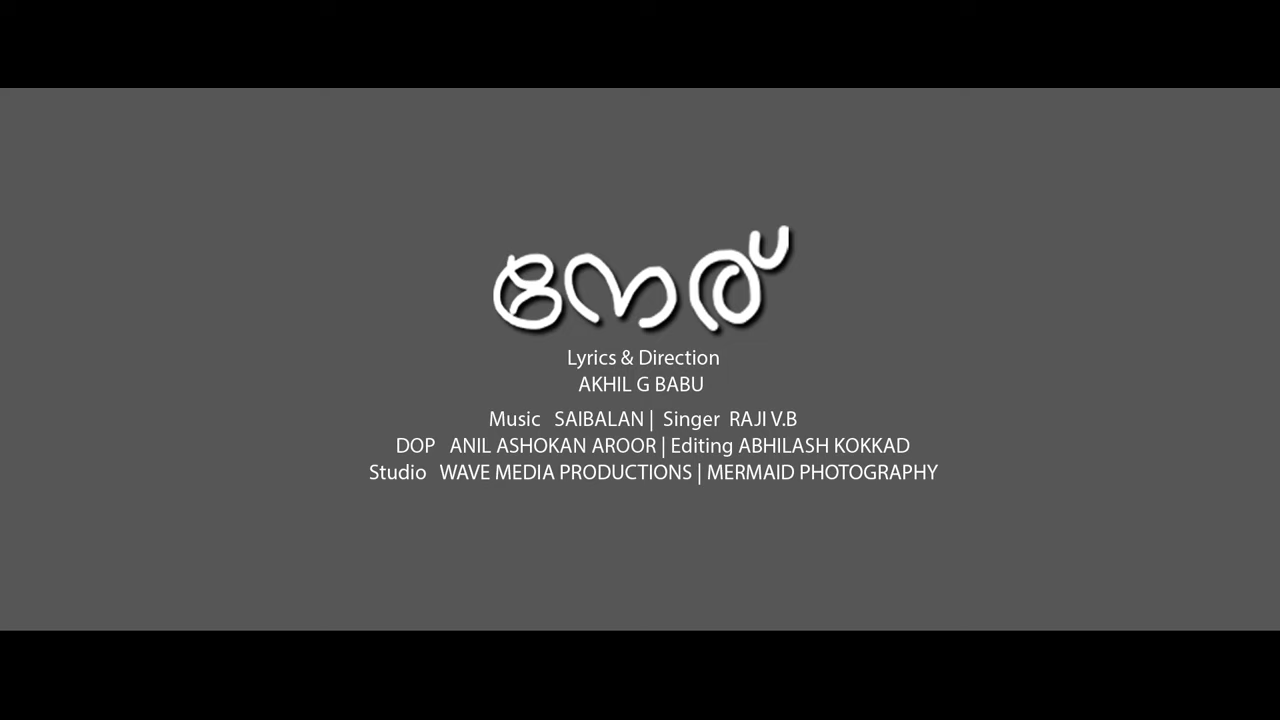 നേര്
Lyrics & Direction
AKHIL G BABU
Music SAIBALAN | Singer RAJI V.B
DOP ANIL ASHOKAN AROOR | Editing ABHILASH KOKKAD
Studio WAVE MEDIA PRODUCTIONS | MERMAID PHOTOGRAPHY